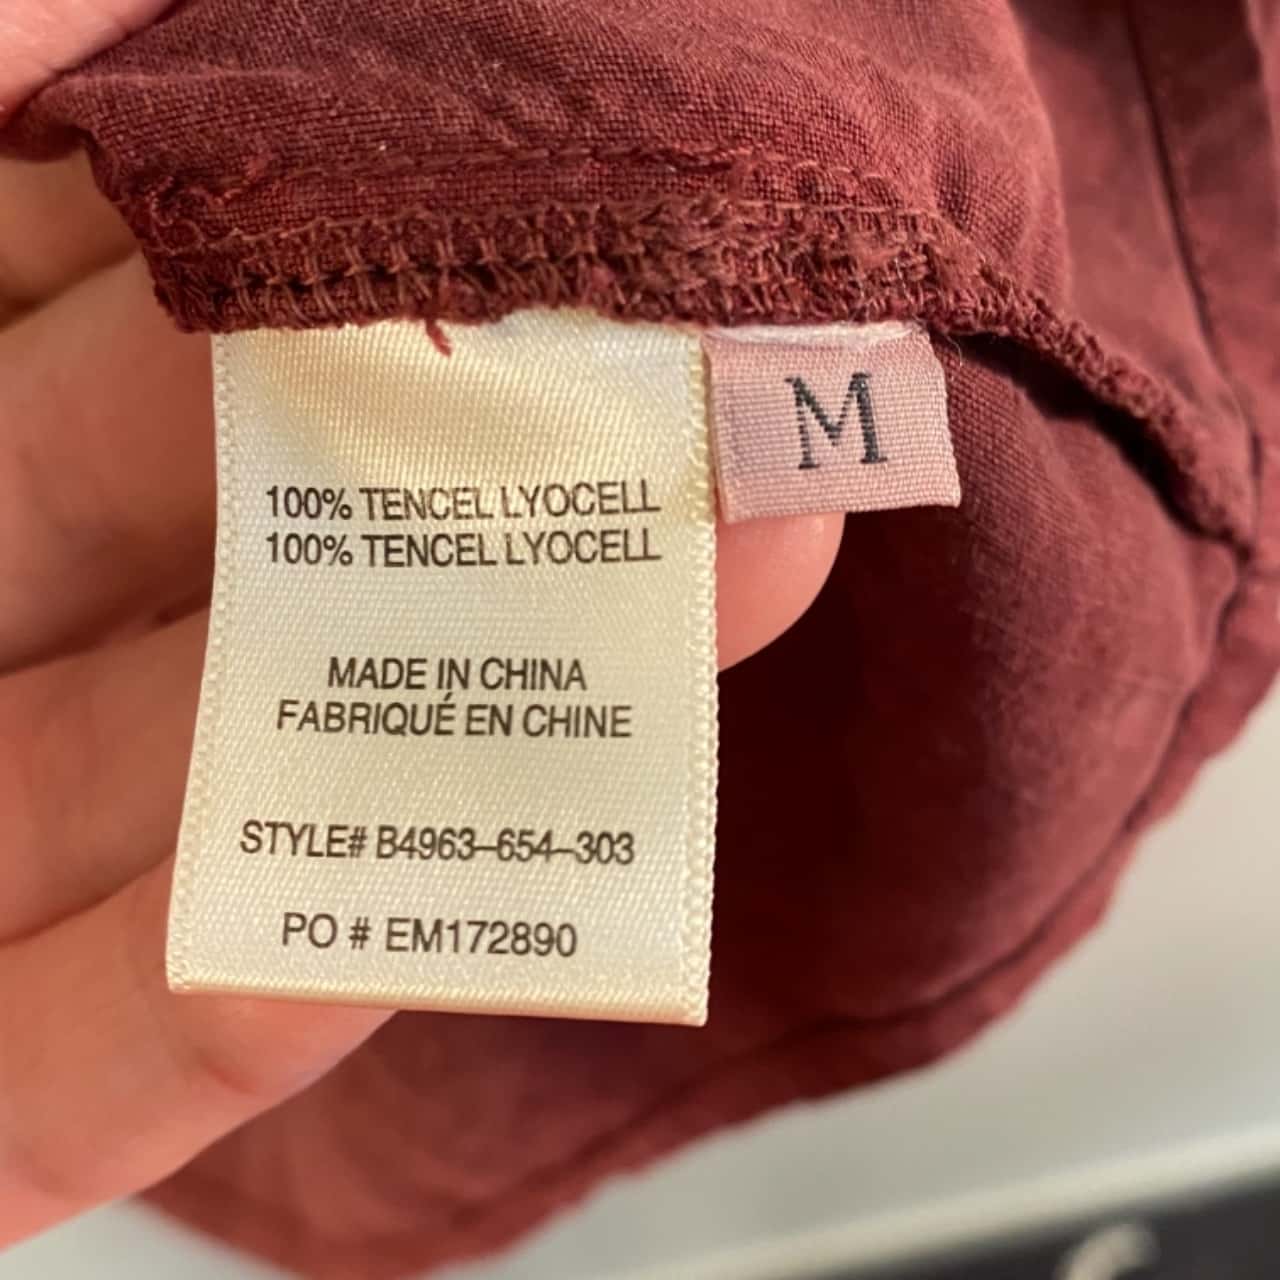 M
100% TENCEL LYOCELL
100% TENCEL LYOCELL
MADE IN CHINA
FABRIQUÉ EN CHINE
STYLE# B4963-654-303
PO # EM172890